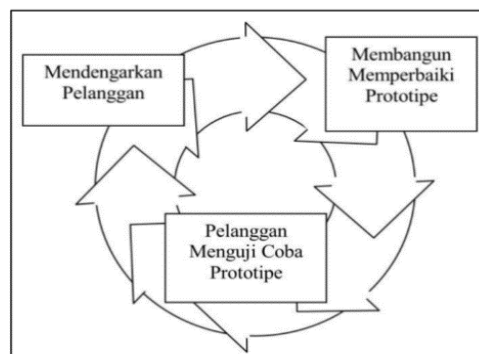 Mendengarkan
Pelanggan
Membangun
Memperbaiki
Prototipe
Pelanggan
Menguji Coba
Prototipe